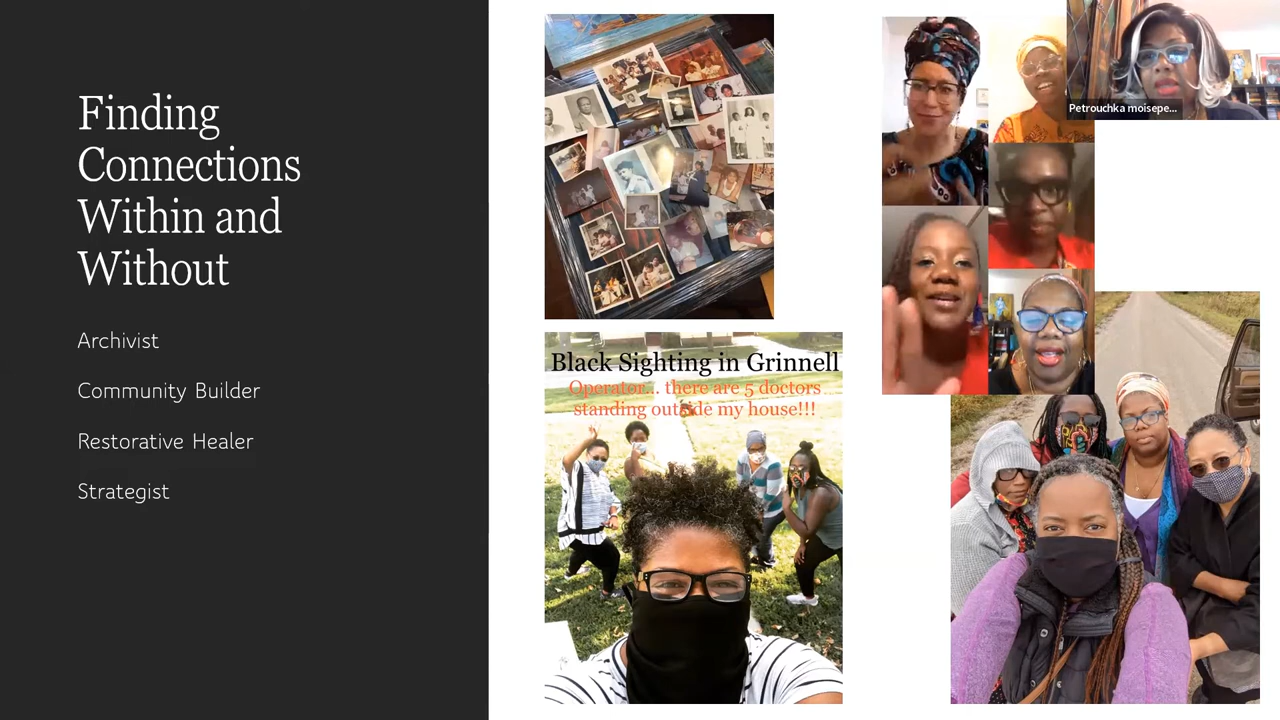 Finding
Connections
Within and
Without
Archivist
Community Builder
Restorative Healer
Strategist
Black Sighting in Grinnell
Operator... there are 5 doctors
standing outside my house!!!
Petrouchka moisepe...